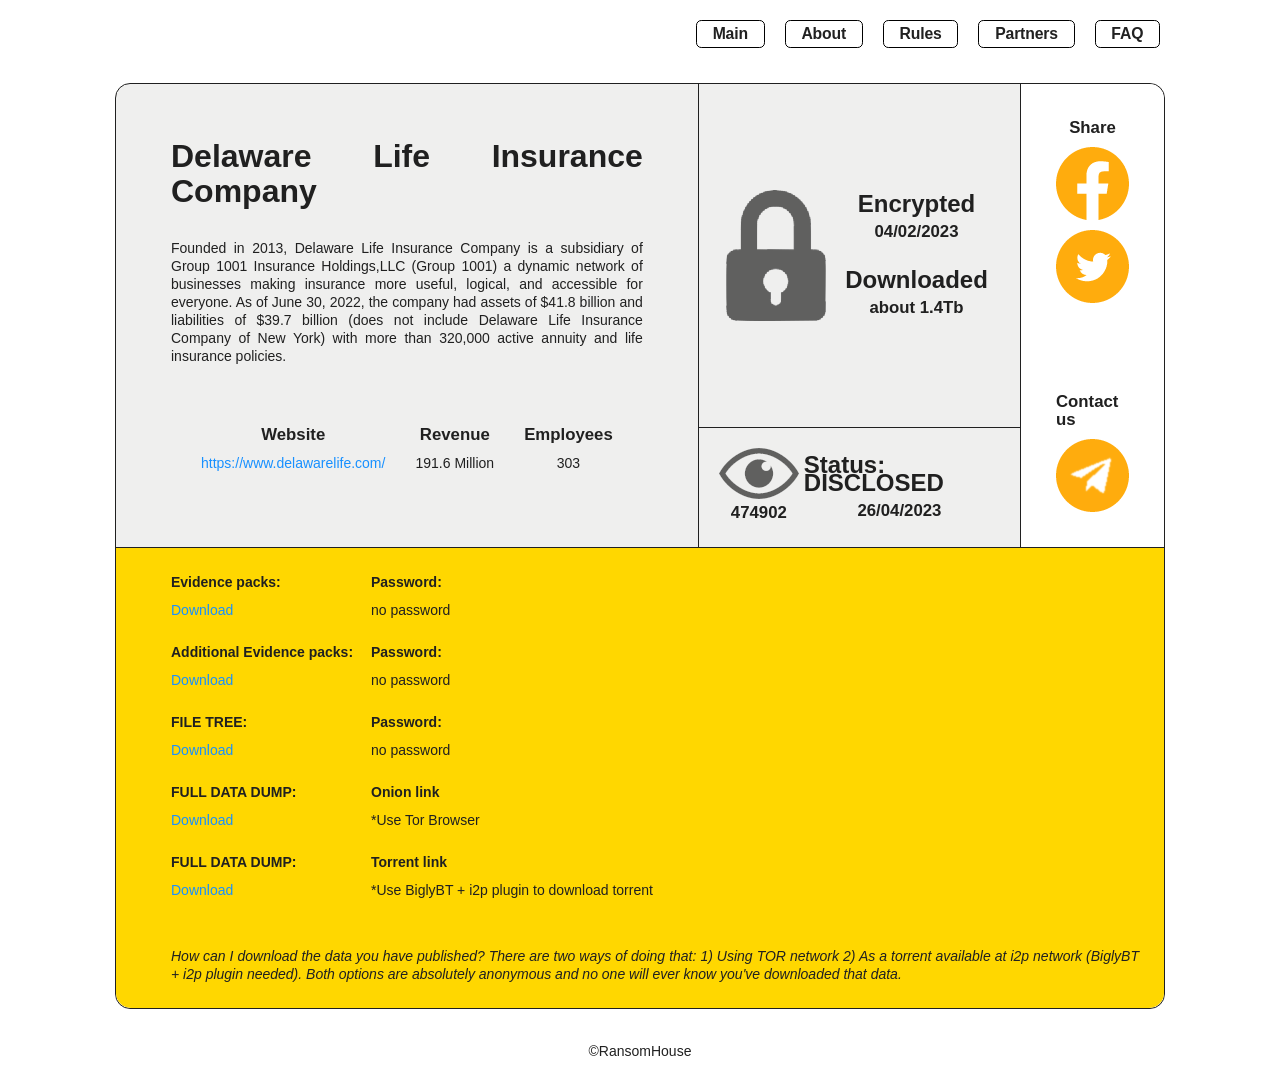 Main About Rules Partners FAQ
Delaware Life Insurance
Company
Founded in 2013, Delaware Life Insurance Company is a subsidiary of
Group 1001 Insurance Holdings,LLC (Group 1001) a dynamic network of
businesses making insurance more useful, logical, and accessible for
everyone. As of June 30, 2022, the company had assets of $41.8 billion and
liabilities of $39.7 billion (does not include Delaware Life Insurance
Company of New York) with more than 320,000 active annuity and life
insurance policies.
Website Revenue Employees
https://www.delawarelife.com/ 191.6 Million 303
Encrypted
04/02/2023
Downloaded
about 1.4Tb
Status:
DISCLOSED
474902 26/04/2023
Share
Contact
us
Evidence packs: Password:
Download no password
Additional Evidence packs: Password:
Download no password
FILE TREE: Password:
Download no password
FULL DATA DUMP: Onion link
Download *Use Tor Browser
FULL DATA DUMP: Torrent link
Download *Use BiglyBT + i2p plugin to download torrent
How can I download the data you have published? There are two ways of doing that: 1) Using TOR network 2) As a torrent available at i2p network (BiglyBT
+ i2p plugin needed). Both options are absolutely anonymous and no one will ever know you've downloaded that data.
©RansomHouse